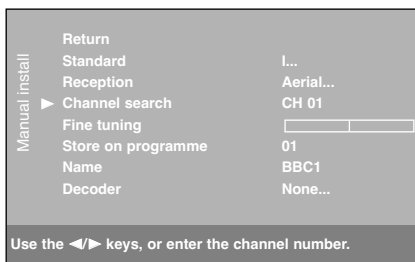 Manual install
Return
Standard I...
Reception Aerial...
▶ Channel search CH 01
Fine tuning
Store on programme 01
Name BBC1
Decoder None...
Use the ◀/▶ keys, or enter the channel number.